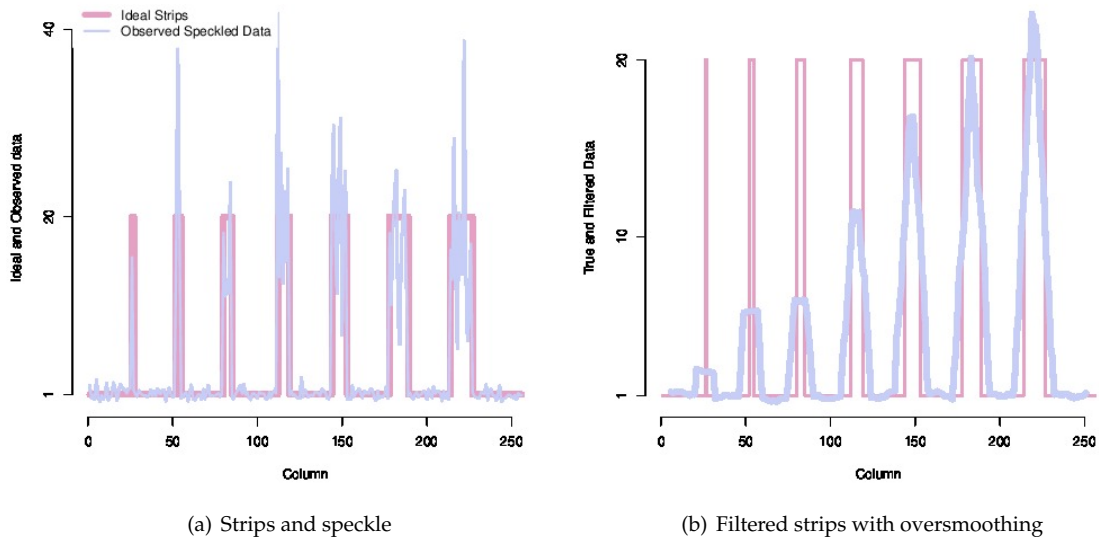 Ideal Strips
Observed Speckled Data
40
20
1
Ideal and Observed data
0 50 100 150 200 250
Column
(a) Strips and speckle
20
10
1
True and Filtered Data
0 50 100 150 200 250
Column
(b) Filtered strips with oversmoothing